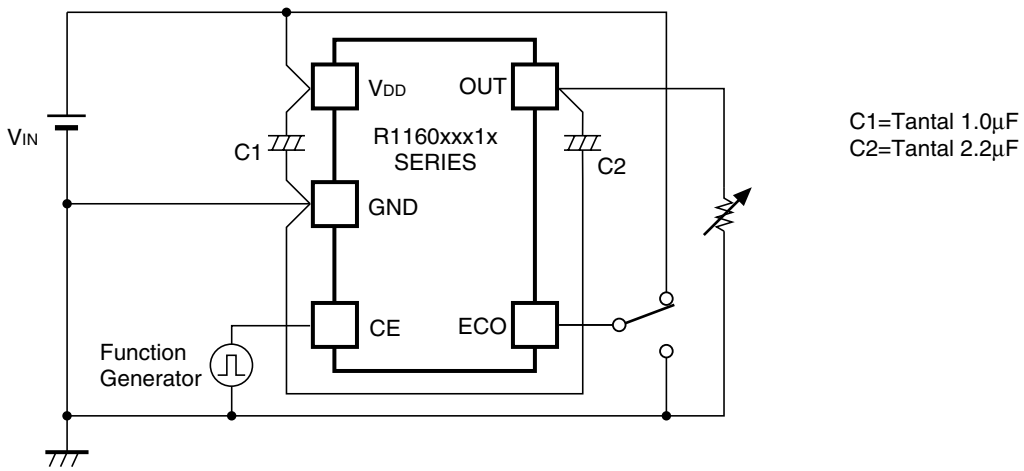 VDD
OUT
VIN
C1
R1160xxx1x
SERIES
C2
C1=Tantal 1.0μF
C2=Tantal 2.2μF
GND
CE
ECO
Function
Generator